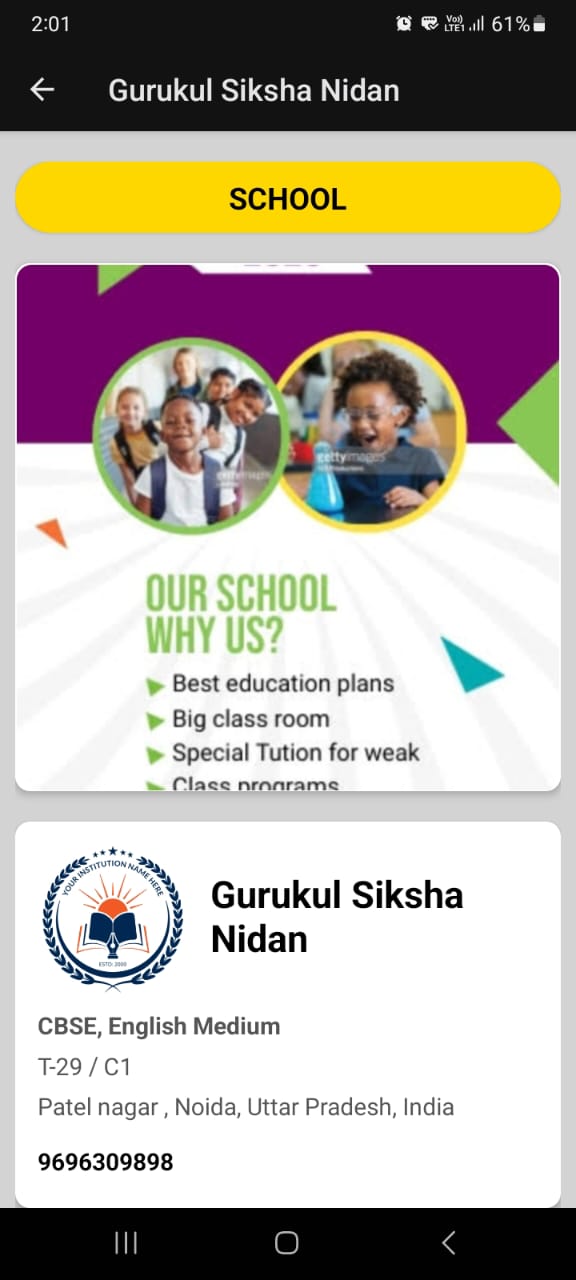 2:01
Vo)) LTE1 61%
Gurukul Siksha Nidan
SCHOOL
gettyimages
gettyimages
OUR SCHOOL
WHY US?
Best education plans
Big class room
Special Tution for weak
Class programs
YOUR INSTITUTION NAME HERE
ESTD 2000
Gurukul Siksha
Nidan
CBSE, English Medium
T-29 / C1
Patel nagar , Noida, Uttar Pradesh, India
9696309898